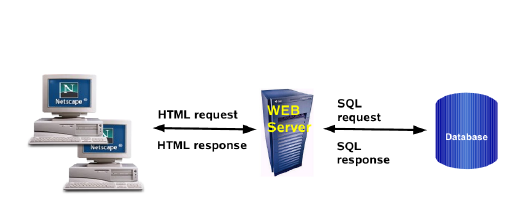 N
Netscape
N
Netscape
HTML request
HTML response
WEB
Server
SQL
request
SQL
response
Database